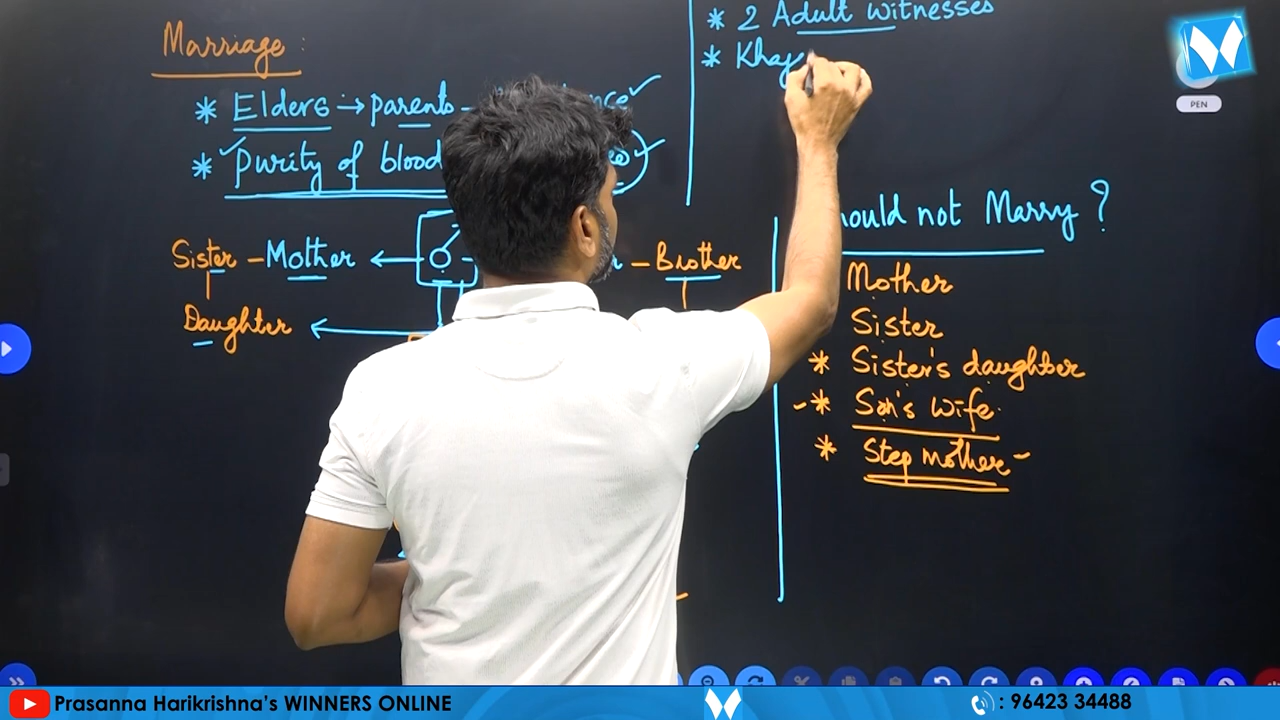 Marriage :
* Elders → parents -
* Purity of blood
Sister - Mother ←
- Brother
Daughter ←
* 2 Adult witnesses
* Khay
not Marry ?
Mother
Sister
* Sister's daughter
- * Son's wife
* Step mother -
PEN
Prasanna Harikrishna's WINNERS ONLINE
: 96423 34488